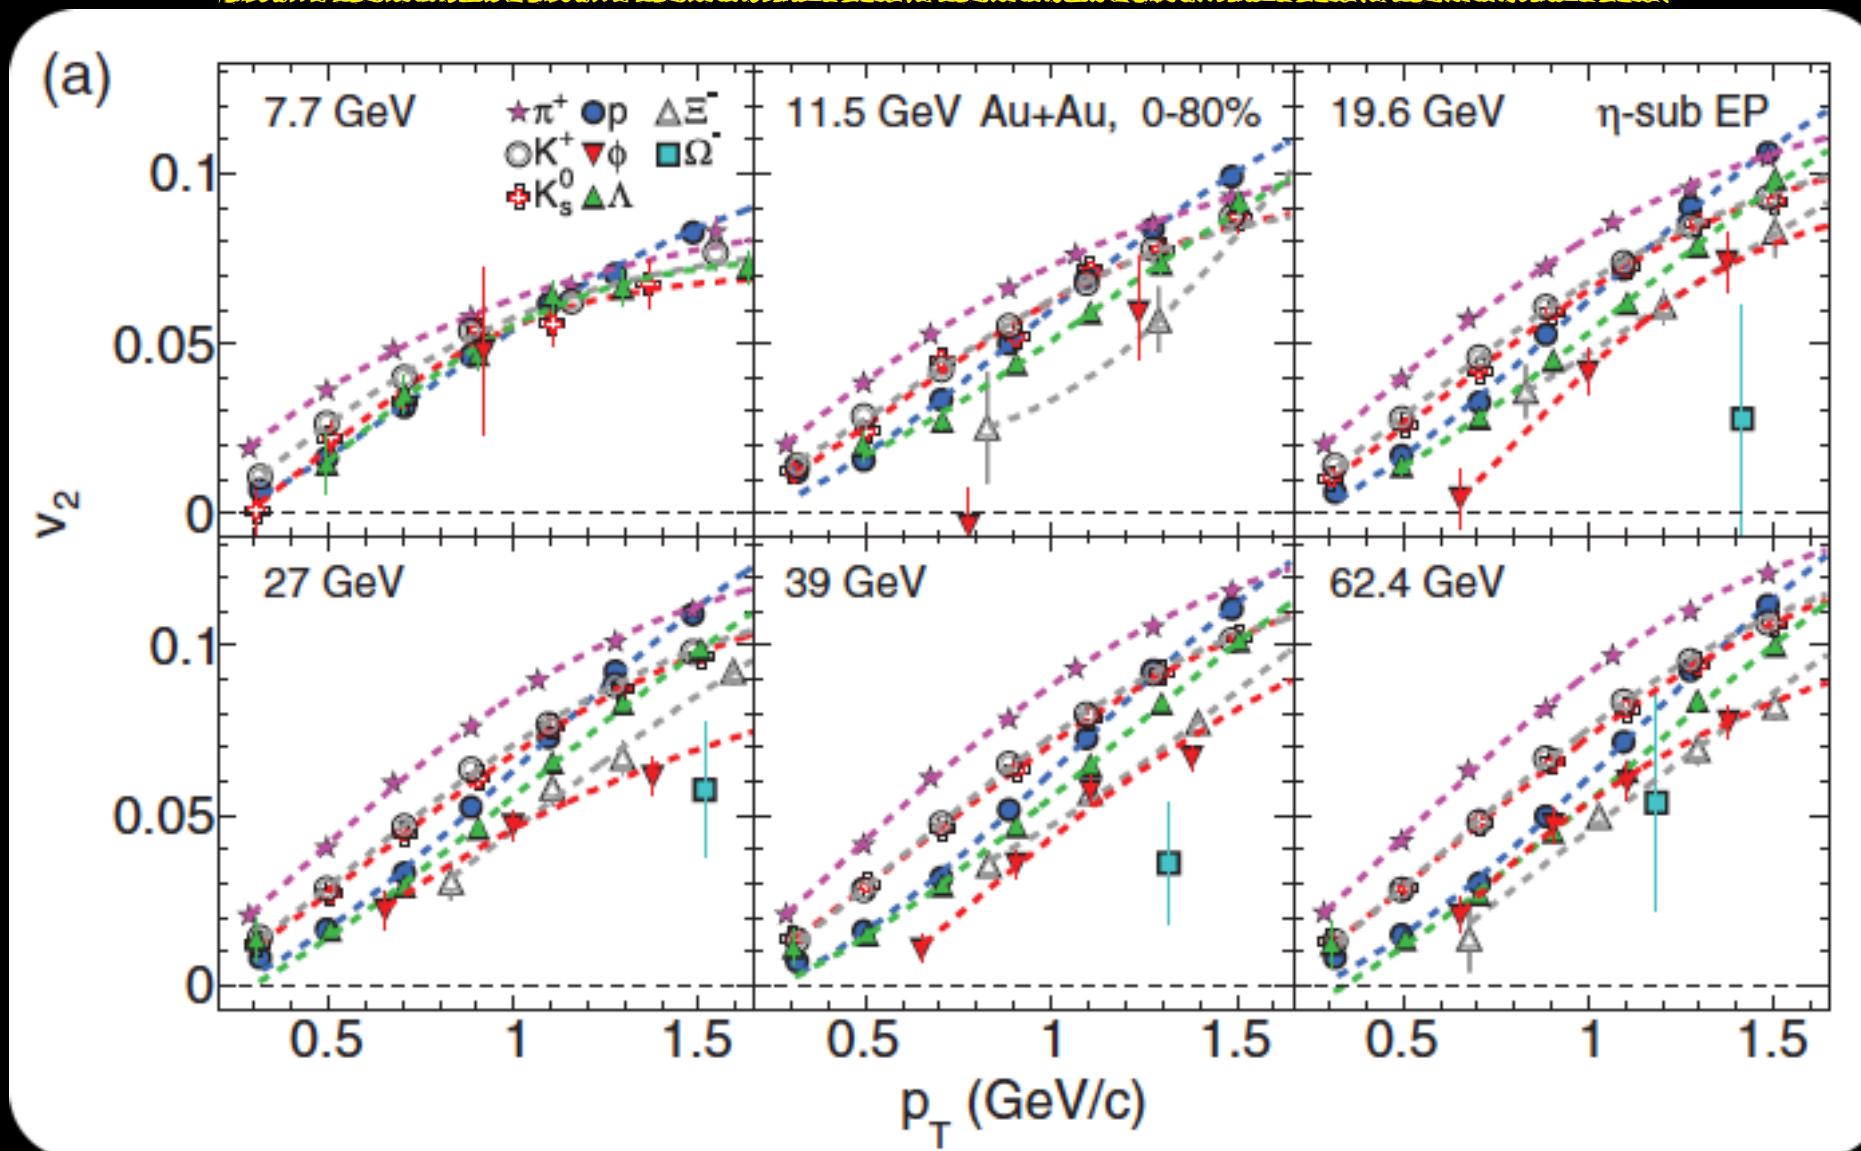 (a)
7.7 GeV
π⁺ p Ξ⁻
K⁺ ϕ Ω⁻
K⁰ₛ Λ
11.5 GeV Au+Au, 0-80%
19.6 GeV η-sub EP
0.1
0.05
0
v₂
27 GeV
39 GeV
62.4 GeV
0.1
0.05
0
0.5 1 1.5 0.5 1 1.5 0.5 1 1.5
p_T (GeV/c)